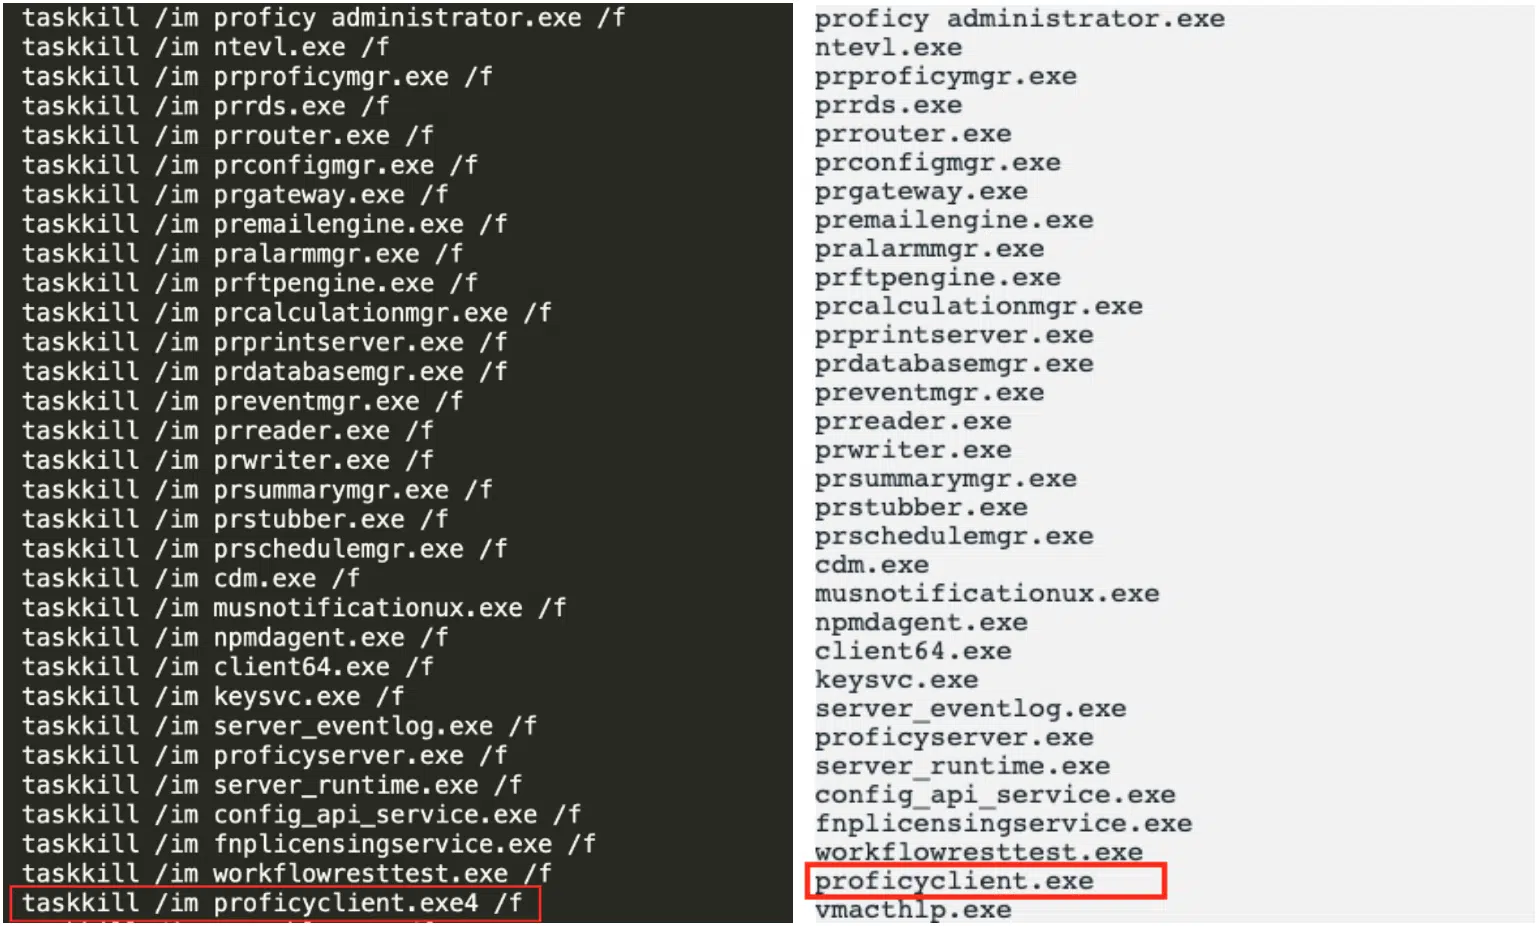 taskkill /im proficy administrator.exe /f
taskkill /im ntevl.exe /f
taskkill /im prproficymgr.exe /f
taskkill /im prrds.exe /f
taskkill /im prrouter.exe /f
taskkill /im prconfigmgr.exe /f
taskkill /im prgateway.exe /f
taskkill /im premailengine.exe /f
taskkill /im pralarmmgr.exe /f
taskkill /im prftpengine.exe /f
taskkill /im prcalculationmgr.exe /f
taskkill /im prprintserver.exe /f
taskkill /im prdatabasemgr.exe /f
taskkill /im preventmgr.exe /f
taskkill /im prreader.exe /f
taskkill /im prwriter.exe /f
taskkill /im prsummarymgr.exe /f
taskkill /im prstubber.exe /f
taskkill /im prschedulemgr.exe /f
taskkill /im cdm.exe /f
taskkill /im musnotificationux.exe /f
taskkill /im npmdagent.exe /f
taskkill /im client64.exe /f
taskkill /im keysvc.exe /f
taskkill /im server_eventlog.exe /f
taskkill /im proficyserver.exe /f
taskkill /im server_runtime.exe /f
taskkill /im config_api_service.exe /f
taskkill /im fnplicensingservice.exe /f
taskkill /im workflowresttest.exe /f
taskkill /im proficyclient.exe4 /f
proficy administrator.exe
ntevl.exe
prproficymgr.exe
prrds.exe
prrouter.exe
prconfigmgr.exe
prgateway.exe
premailengine.exe
pralarmmgr.exe
prftpengine.exe
prcalculationmgr.exe
prprintserver.exe
prdatabasemgr.exe
preventmgr.exe
prreader.exe
prwriter.exe
prsummarymgr.exe
prstubber.exe
prschedulemgr.exe
cdm.exe
musnotificationux.exe
npmdagent.exe
client64.exe
keysvc.exe
server_eventlog.exe
proficyserver.exe
server_runtime.exe
config_api_service.exe
fnplicensingservice.exe
workflowresttest.exe
proficyclient.exe
vmacthlp.exe